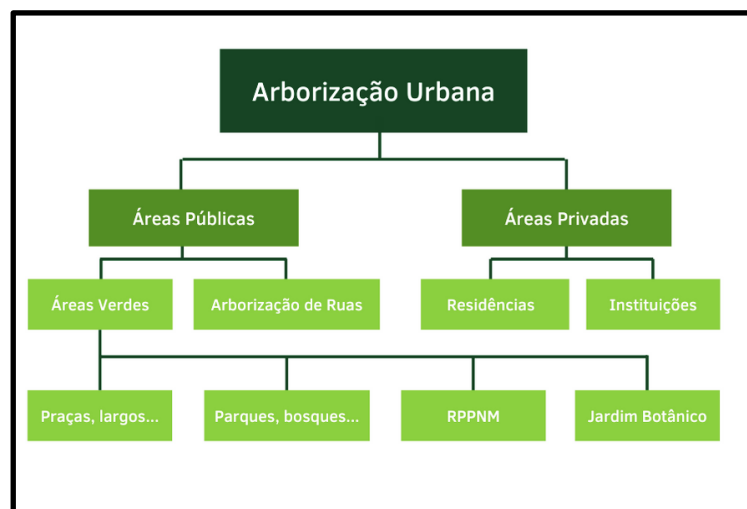 Arborização Urbana
Áreas Públicas
Áreas Privadas
Áreas Verdes
Arborização de Ruas
Residências
Instituições
Praças, largos...
Parques, bosques...
RPPNM
Jardim Botânico